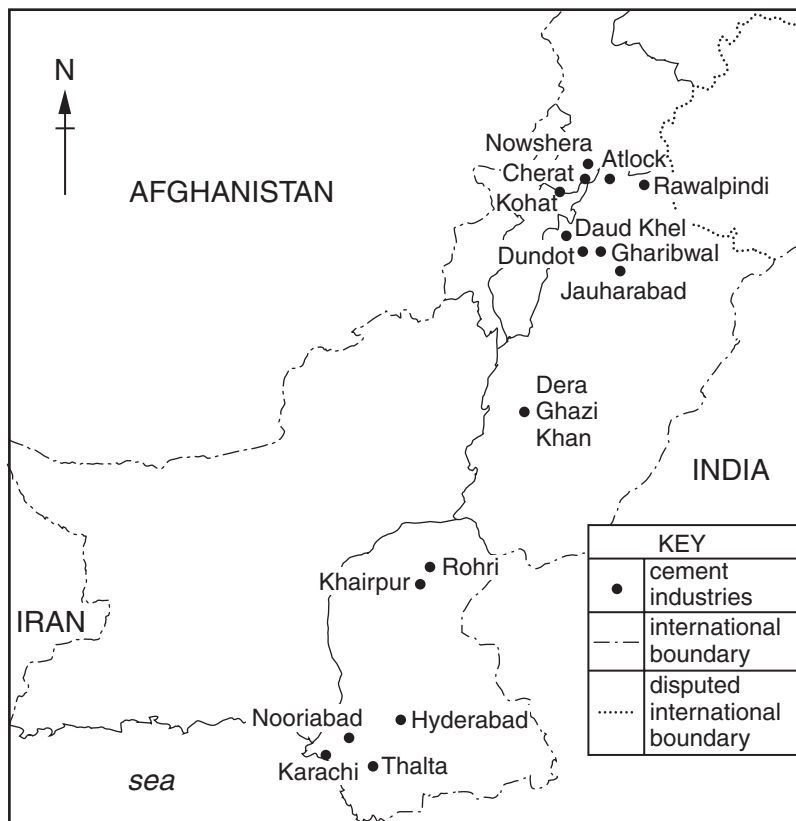 N
AFGHANISTAN
Nowshera
Atlock
Cherat
Rawalpindi
Kohat
Daud Khel
Dundot
Gharibwal
Jauharabad
Dera
Ghazi
Khan
INDIA
Rohri
Khairpur
IRAN
Nooriabad
Hyderabad
Karachi
Thalta
sea
KEY
cement
industries
international
boundary
disputed
international
boundary